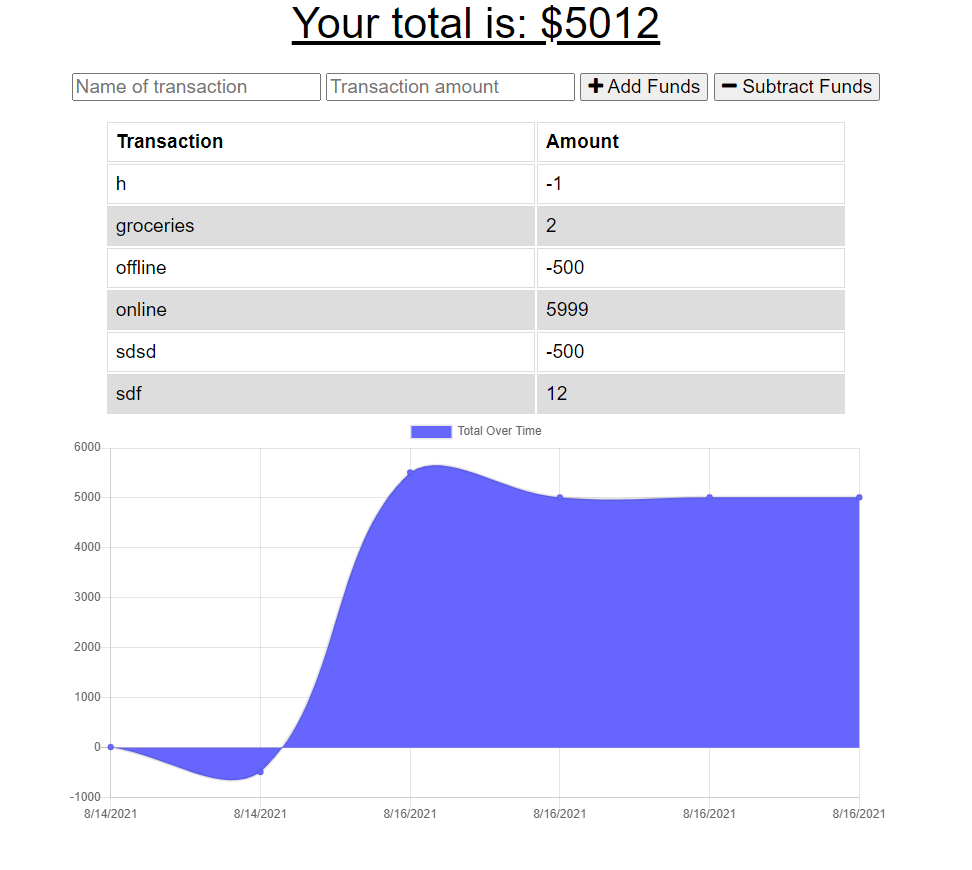 Your total is: $5012
Name of transaction Transaction amount Add Funds Subtract Funds
Transaction Amount
h -1
groceries 2
offline -500
online 5999
sdsd -500
sdf 12
Total Over Time
6000
5000
4000
3000
2000
1000
0
-1000
8/14/2021 8/14/2021 8/16/2021 8/16/2021 8/16/2021 8/16/2021